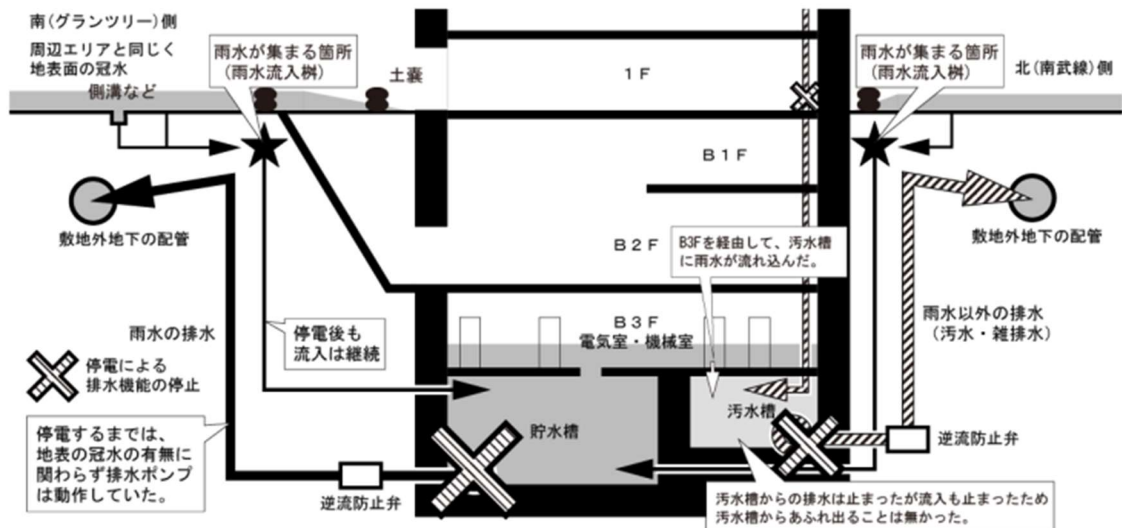 南(グランツリー)側
周辺エリアと同じく
地表面の冠水
側溝など
雨水が集まる箇所
(雨水流入桝)
土嚢
1F
雨水が集まる箇所
(雨水流入桝)
北(南武線)側
B1F
敷地外地下の配管
B2F
B3Fを経由して、汚水槽
に雨水が流れ込んだ。
敷地外地下の配管
雨水の排水
停電後も
流入は継続
B3F
電気室・機械室
雨水以外の排水
(汚水・雑排水)
停電による
排水機能の停止
停電するまでは、
地表の冠水の有無に
関わらず排水ポンプ
は動作していた。
貯水槽
汚水槽
逆流防止弁
逆流防止弁
汚水槽からの排水は止まったが流入も止まったため
汚水槽からあふれ出ることは無かった。